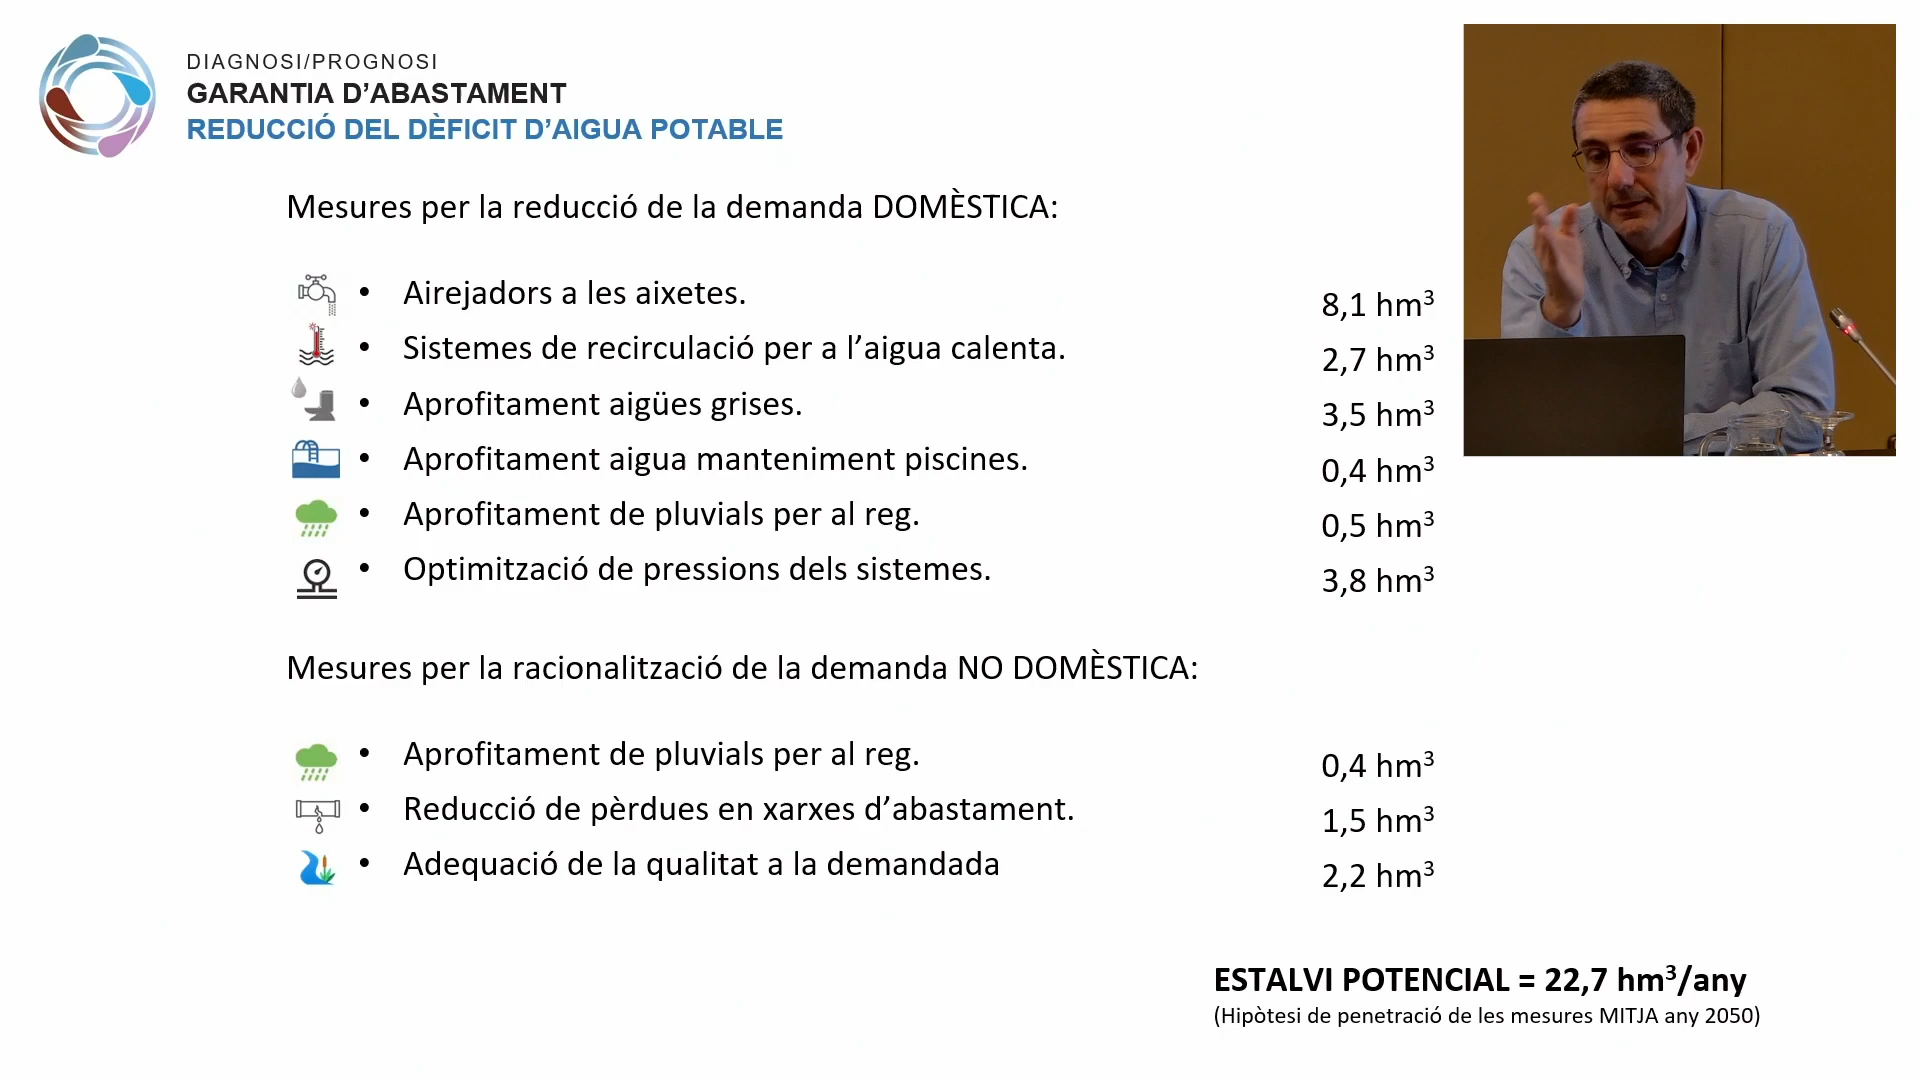 DIAGNOSI/PROGNOSI
GARANTIA D'ABASTAMENT
REDUCCIÓ DEL DÈFICIT D'AIGUA POTABLE
Mesures per la reducció de la demanda DOMÈSTICA:
• Airejadors a les aixetes. 8,1 hm³
• Sistemes de recirculació per a l’aigua calenta. 2,7 hm³
• Aprofitament aigües grises. 3,5 hm³
• Aprofitament aigua manteniment piscines. 0,4 hm³
• Aprofitament de pluvials per al reg. 0,5 hm³
• Optimització de pressions dels sistemes. 3,8 hm³
Mesures per la racionalització de la demanda NO DOMÈSTICA:
• Aprofitament de pluvials per al reg. 0,4 hm³
• Reducció de pèrdues en xarxes d’abastament. 1,5 hm³
• Adequació de la qualitat a la demandada 2,2 hm³
ESTALVI POTENCIAL = 22,7 hm³/any
(Hipòtesi de penetració de les mesures MITJA any 2050)